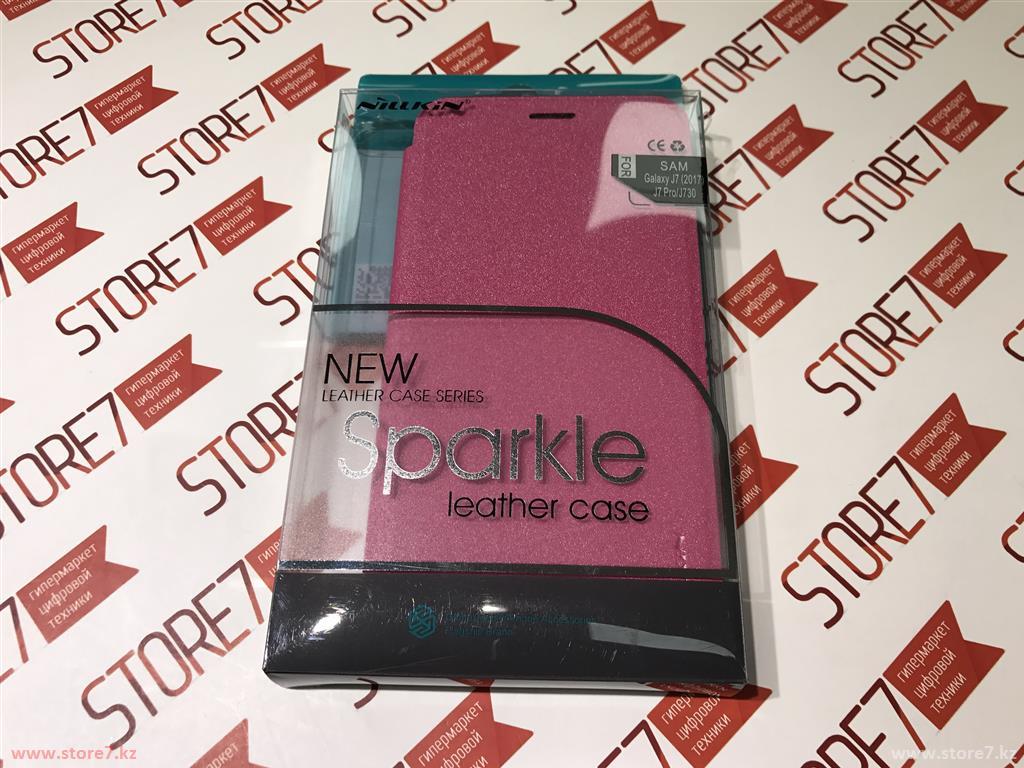 NiLLKiN®
FOR
SAM
Galaxy J7 (2017)
J7 Pro/J730
NEW
LEATHER CASE SERIES
Sparkle
leather case
STORE7
гипермаркет
цифровой
техники
www.store7.kz
www.store7.kz